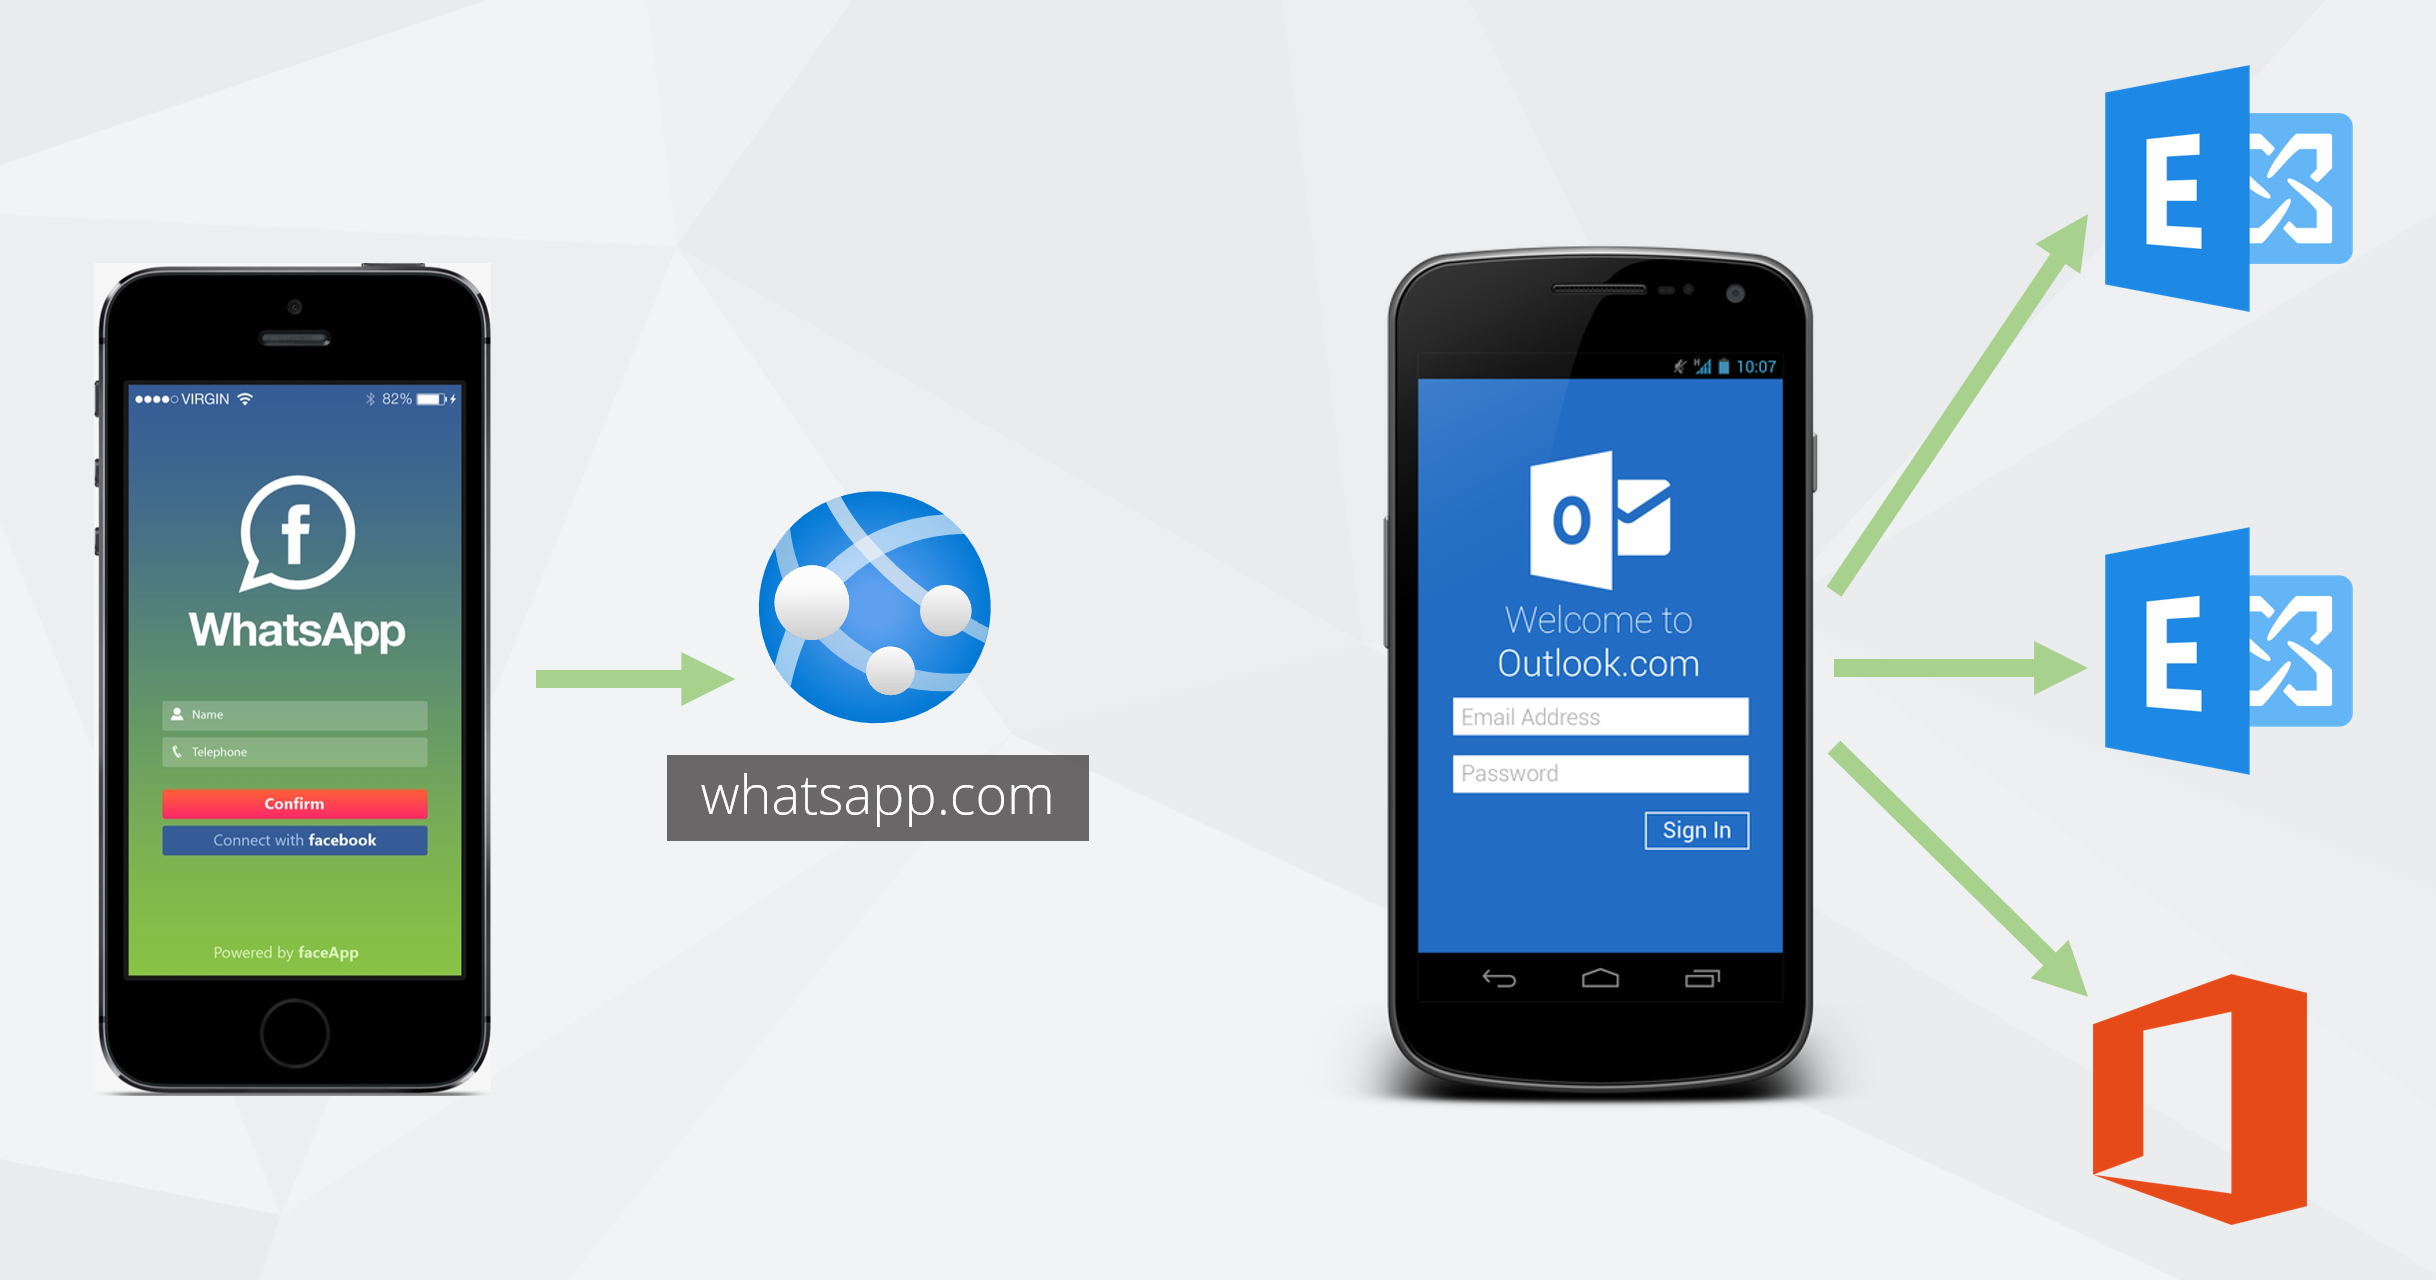 VIRGIN
82%
f
WhatsApp
Name
Telephone
Confirm
Connect with facebook
Powered by faceApp
whatsapp.com
H
10:07
O
Welcome to
Outlook.com
Email Address
Password
Sign In
E
E